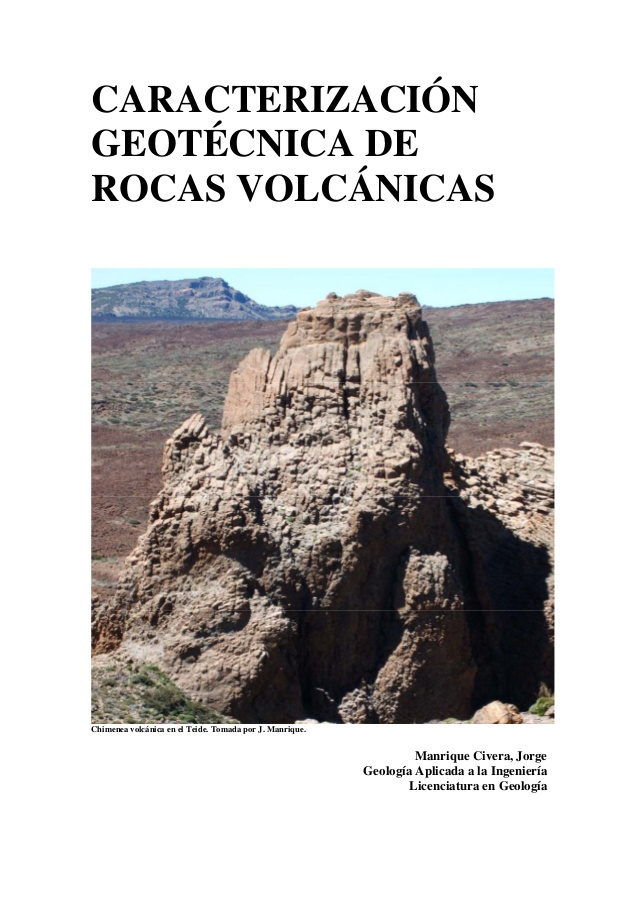 CARACTERIZACIÓN
GEOTÉCNICA DE
ROCAS VOLCÁNICAS
Chimenea volcánica en el Teide. Tomada por J. Manrique.
Manrique Civera, Jorge
Geología Aplicada a la Ingeniería
Licenciatura en Geología